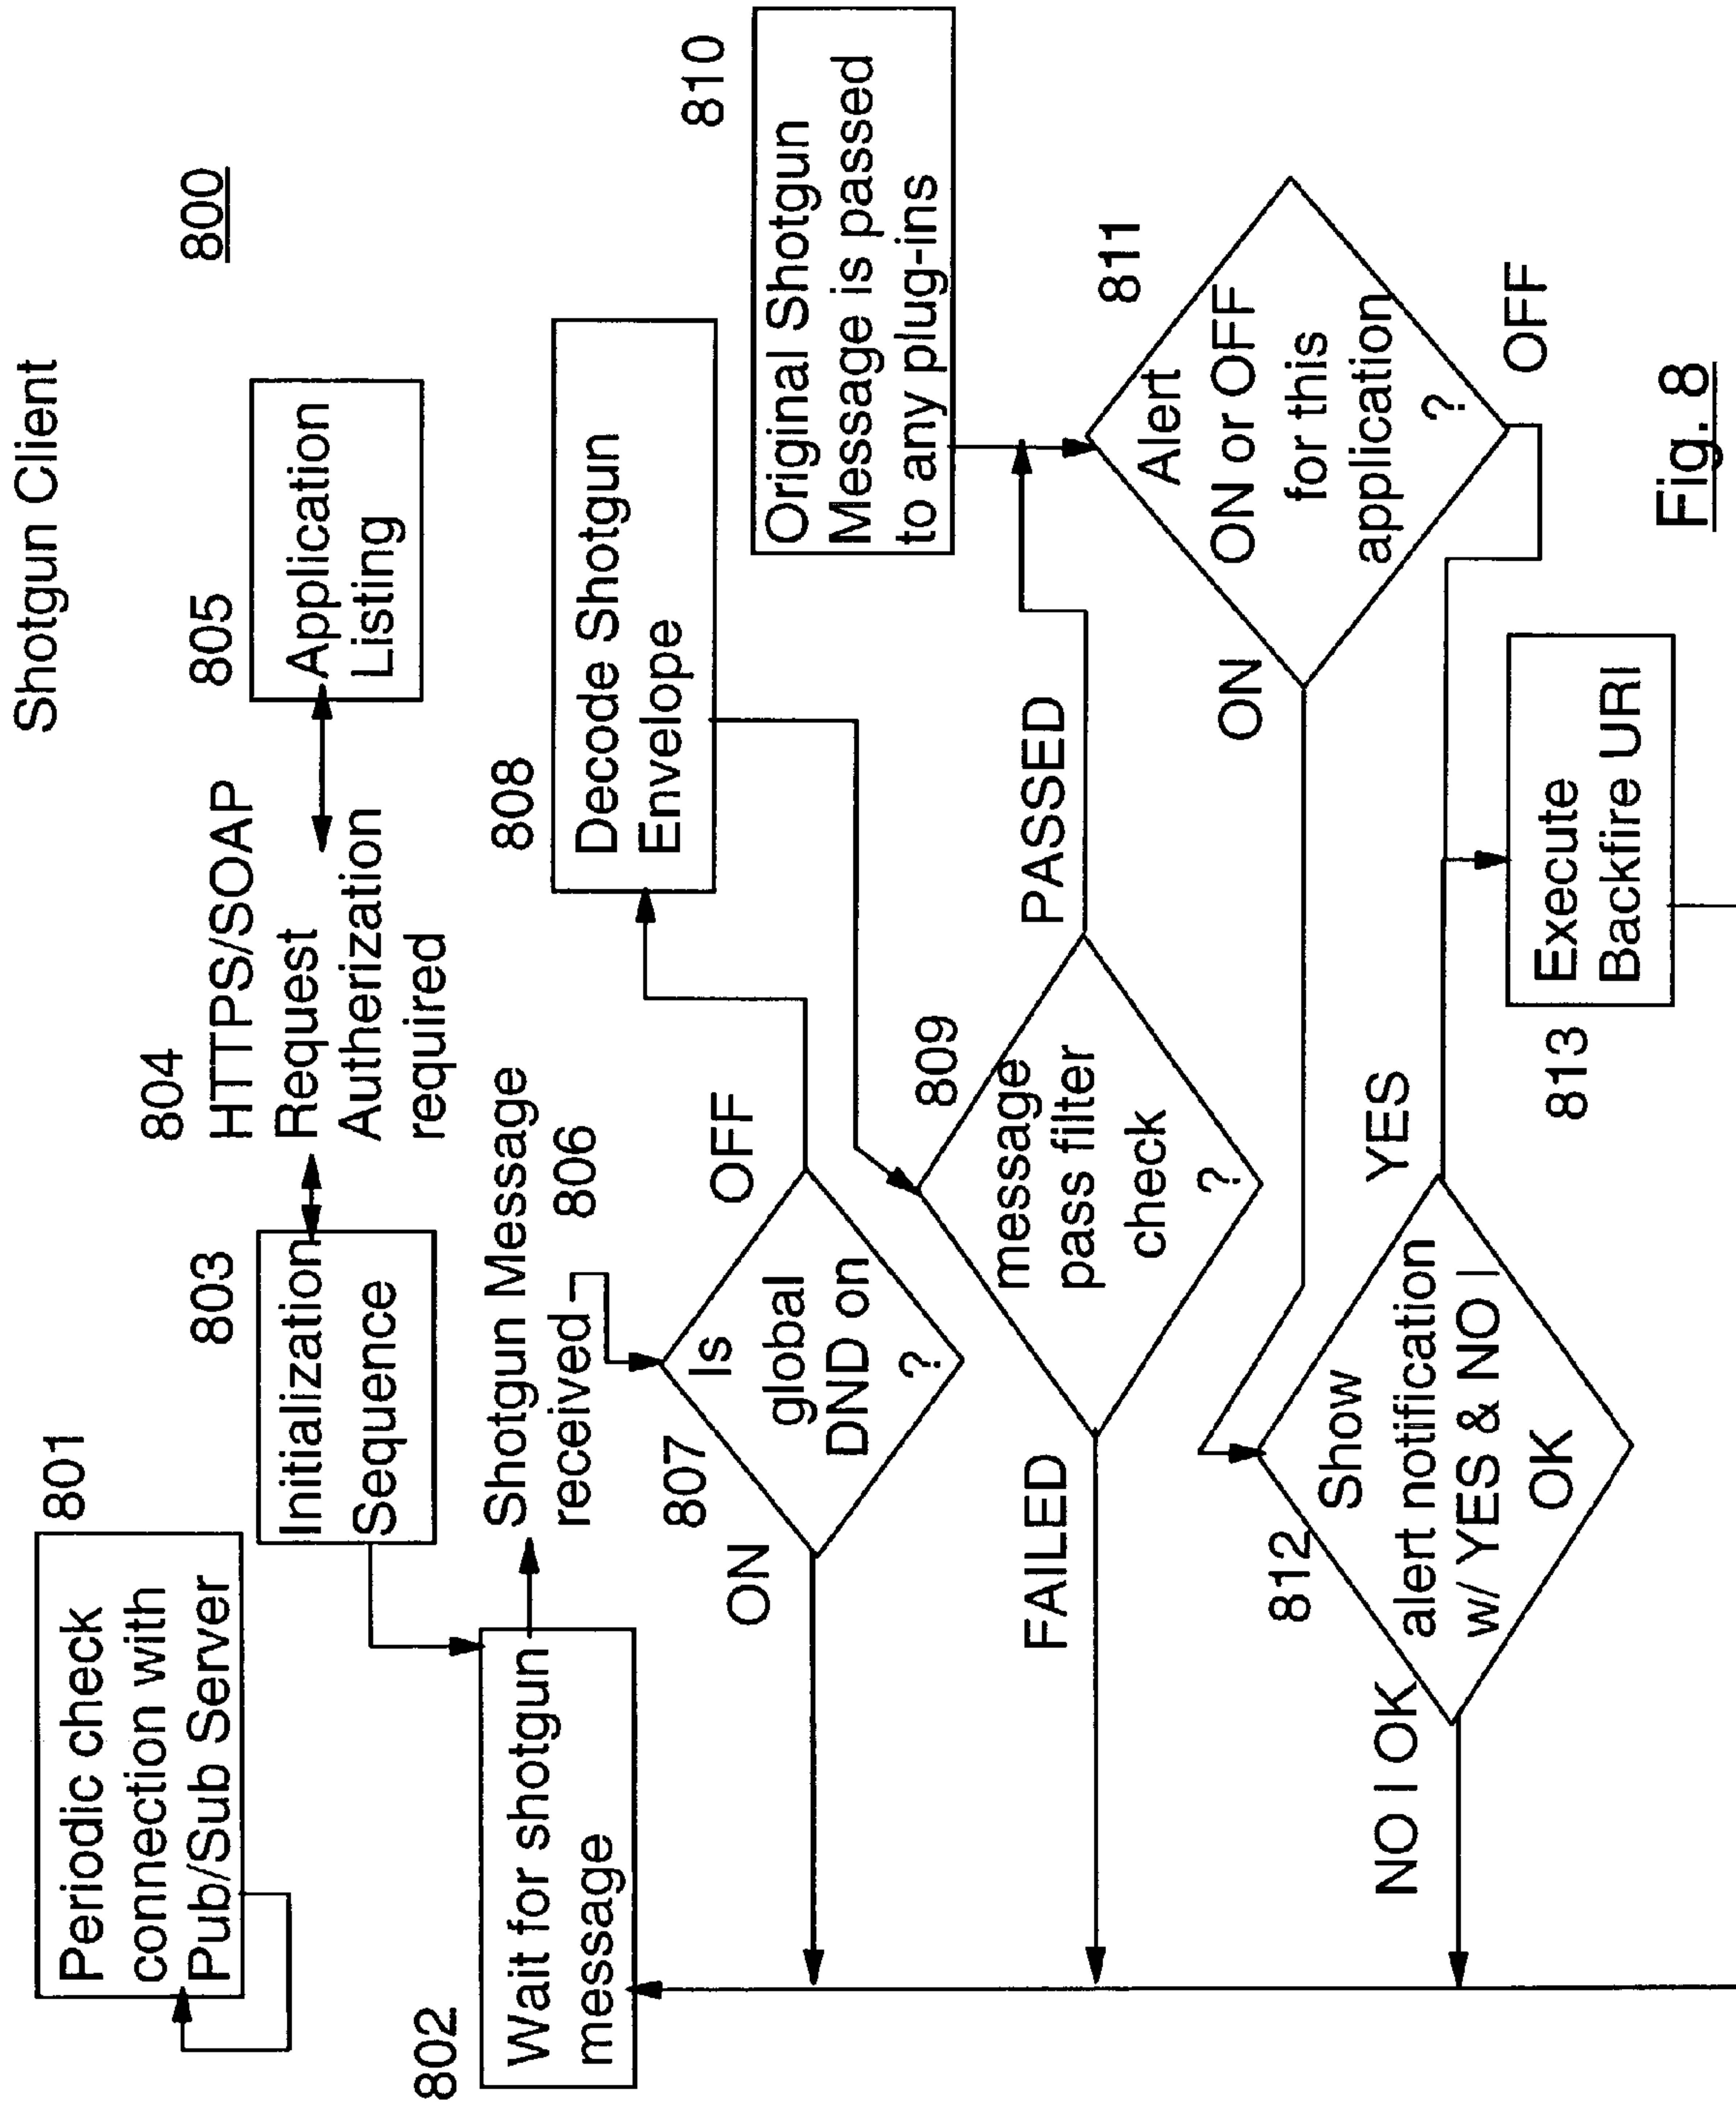 Shotgun Client
800
801
Periodic check
connection with
Pub/Sub Server
803
Initialization
Sequence
804
HTTPS/SOAP
Request
Autherization
required
805
Application
Listing
802
Wait for shotgun
message
Shotgun Message
received
806
807
Is
global
DND on
?
ON
OFF
808
Decode Shotgun
Envelope
809
message
pass filter
check
?
FAILED
PASSED
810
Original Shotgun
Message is passed
to any plug-ins
811
Alert
ON or OFF
for this
application
?
ON
OFF
812
Show
alert notification
w/ YES & NO |
OK
NO | OK
YES
813
Execute
Backfire URI
Fig. 8